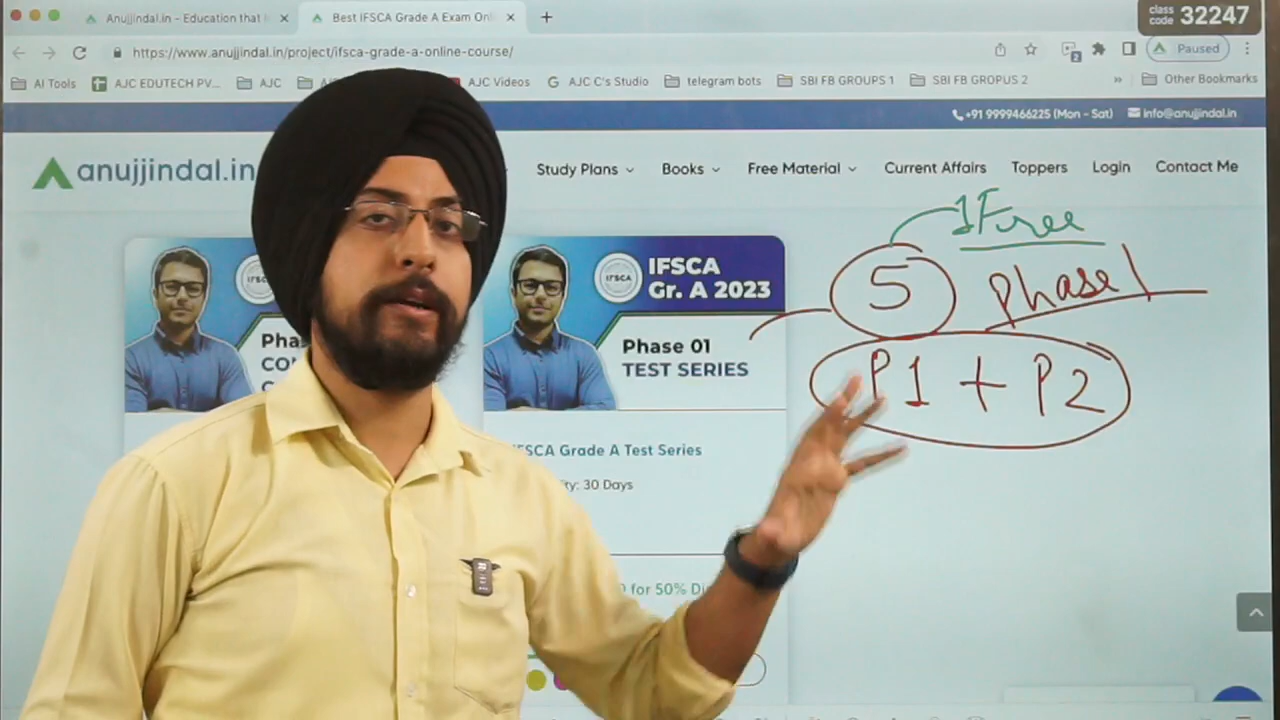 Anujjindal.in - Education that
Best IFSCA Grade A Exam Onl
class code 32247
https://www.anujjindal.in/project/ifsca-grade-a-online-course/
Paused
AI Tools
AJC EDUTECH PV...
AJC
AJC Videos
AJC C's Studio
telegram bots
SBI FB GROUPS 1
SBI FB GROPUS 2
Other Bookmarks
+91 9999466225 (Mon - Sat)
info@anujjindal.in
anujjindal.in
Study Plans
Books
Free Material
Current Affairs
Toppers
Login
Contact Me
1 Free
5 Phase 1
P1 + P2
IFSCA
IFSCA
Gr. A 2023
Phase 01
TEST SERIES
IFSCA Grade A Test Series
30 Days
for 50%